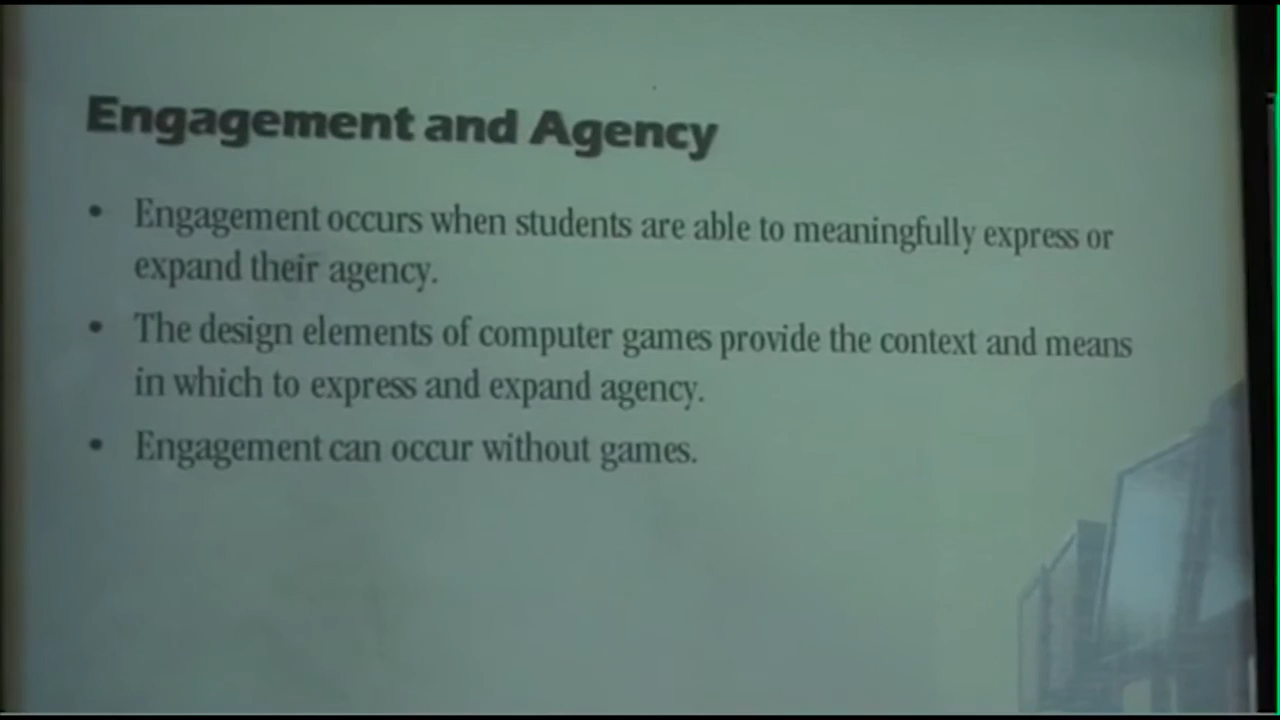 Engagement and Agency
• Engagement occurs when students are able to meaningfully express or
expand their agency.
• The design elements of computer games provide the context and means
in which to express and expand agency.
• Engagement can occur without games.